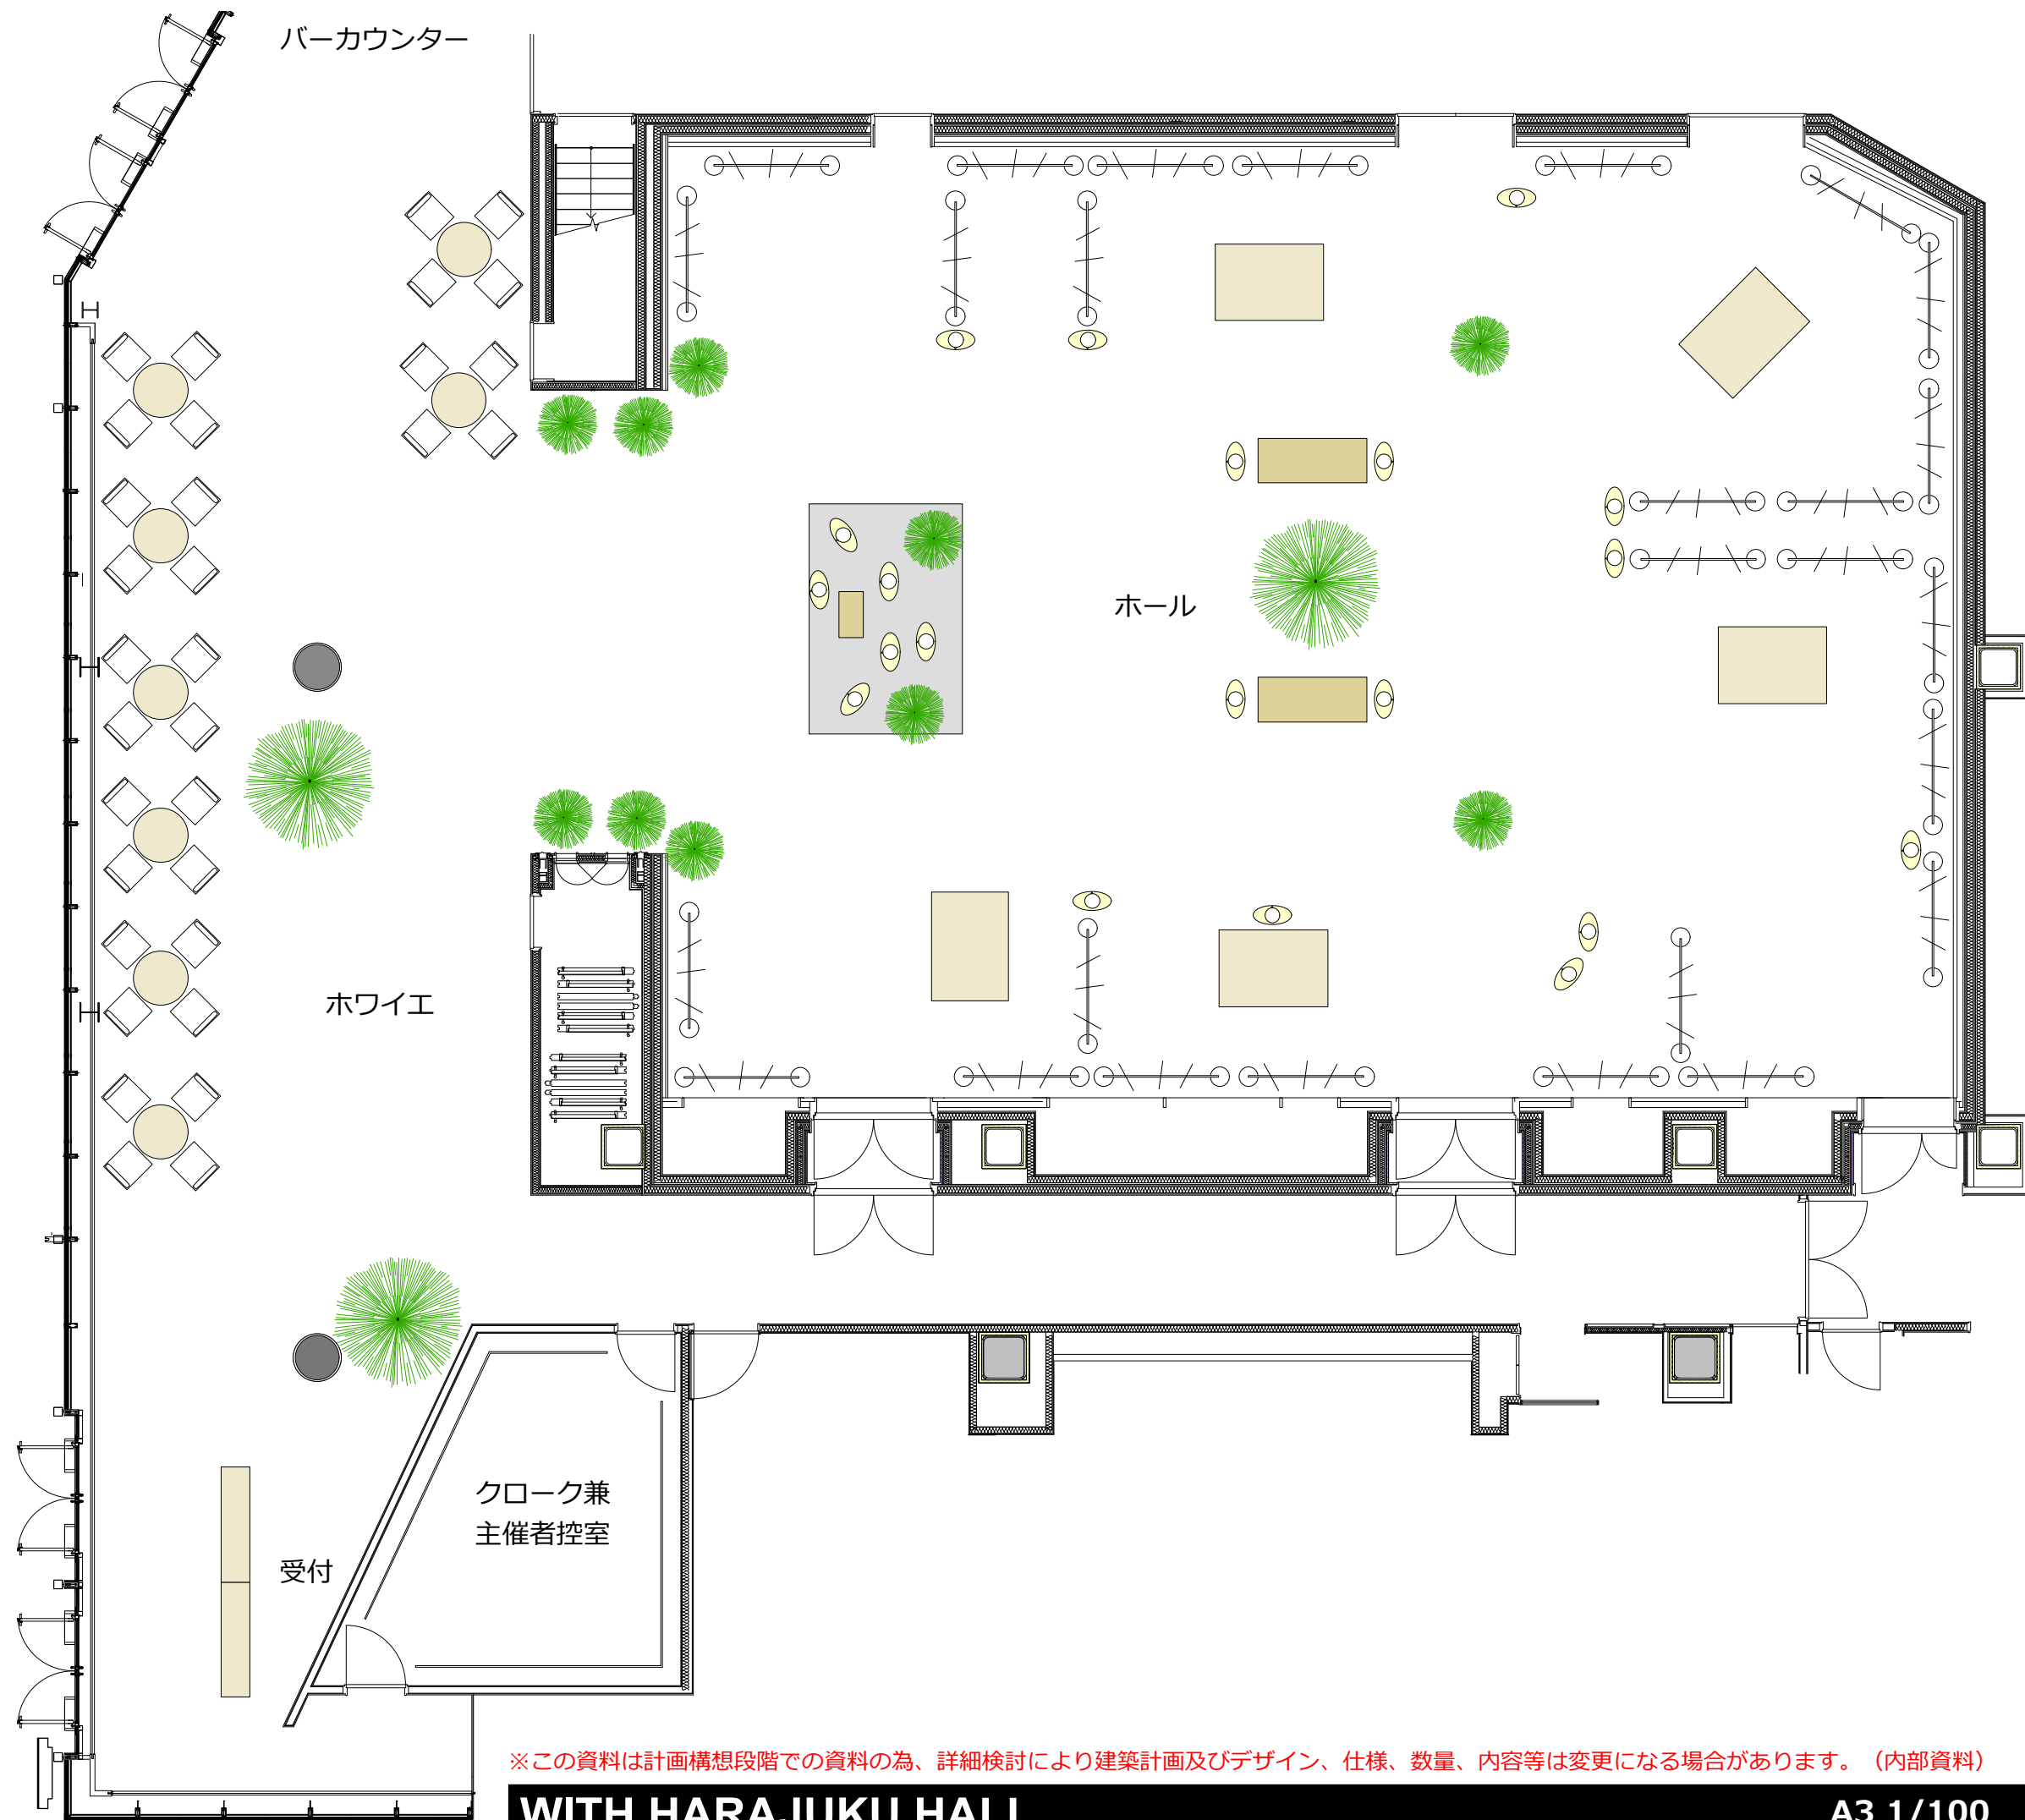 バーカウンター
ホール
ホワイエ
クローク兼
主催者控室
受付
※この資料は計画構想段階での資料の為、詳細検討により建築計画及びデザイン、仕様、数量、内容等は変更になる場合があります。（内部資料）
WITH HARAJUKU HALL
A3 1/100